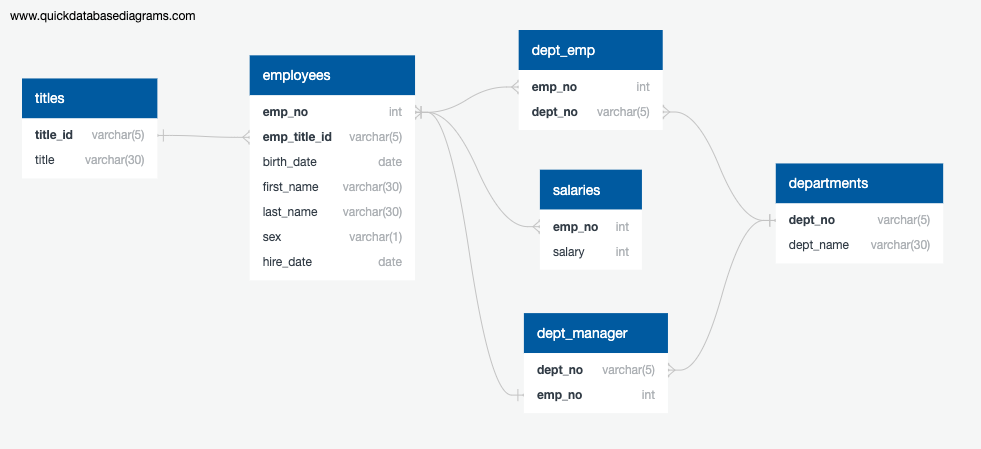 www.quickdatabasediagrams.com
titles
title_id varchar(5)
title varchar(30)
employees
emp_no int
emp_title_id varchar(5)
birth_date date
first_name varchar(30)
last_name varchar(30)
sex varchar(1)
hire_date date
dept_emp
emp_no int
dept_no varchar(5)
salaries
emp_no int
salary int
dept_manager
dept_no varchar(5)
emp_no int
departments
dept_no varchar(5)
dept_name varchar(30)